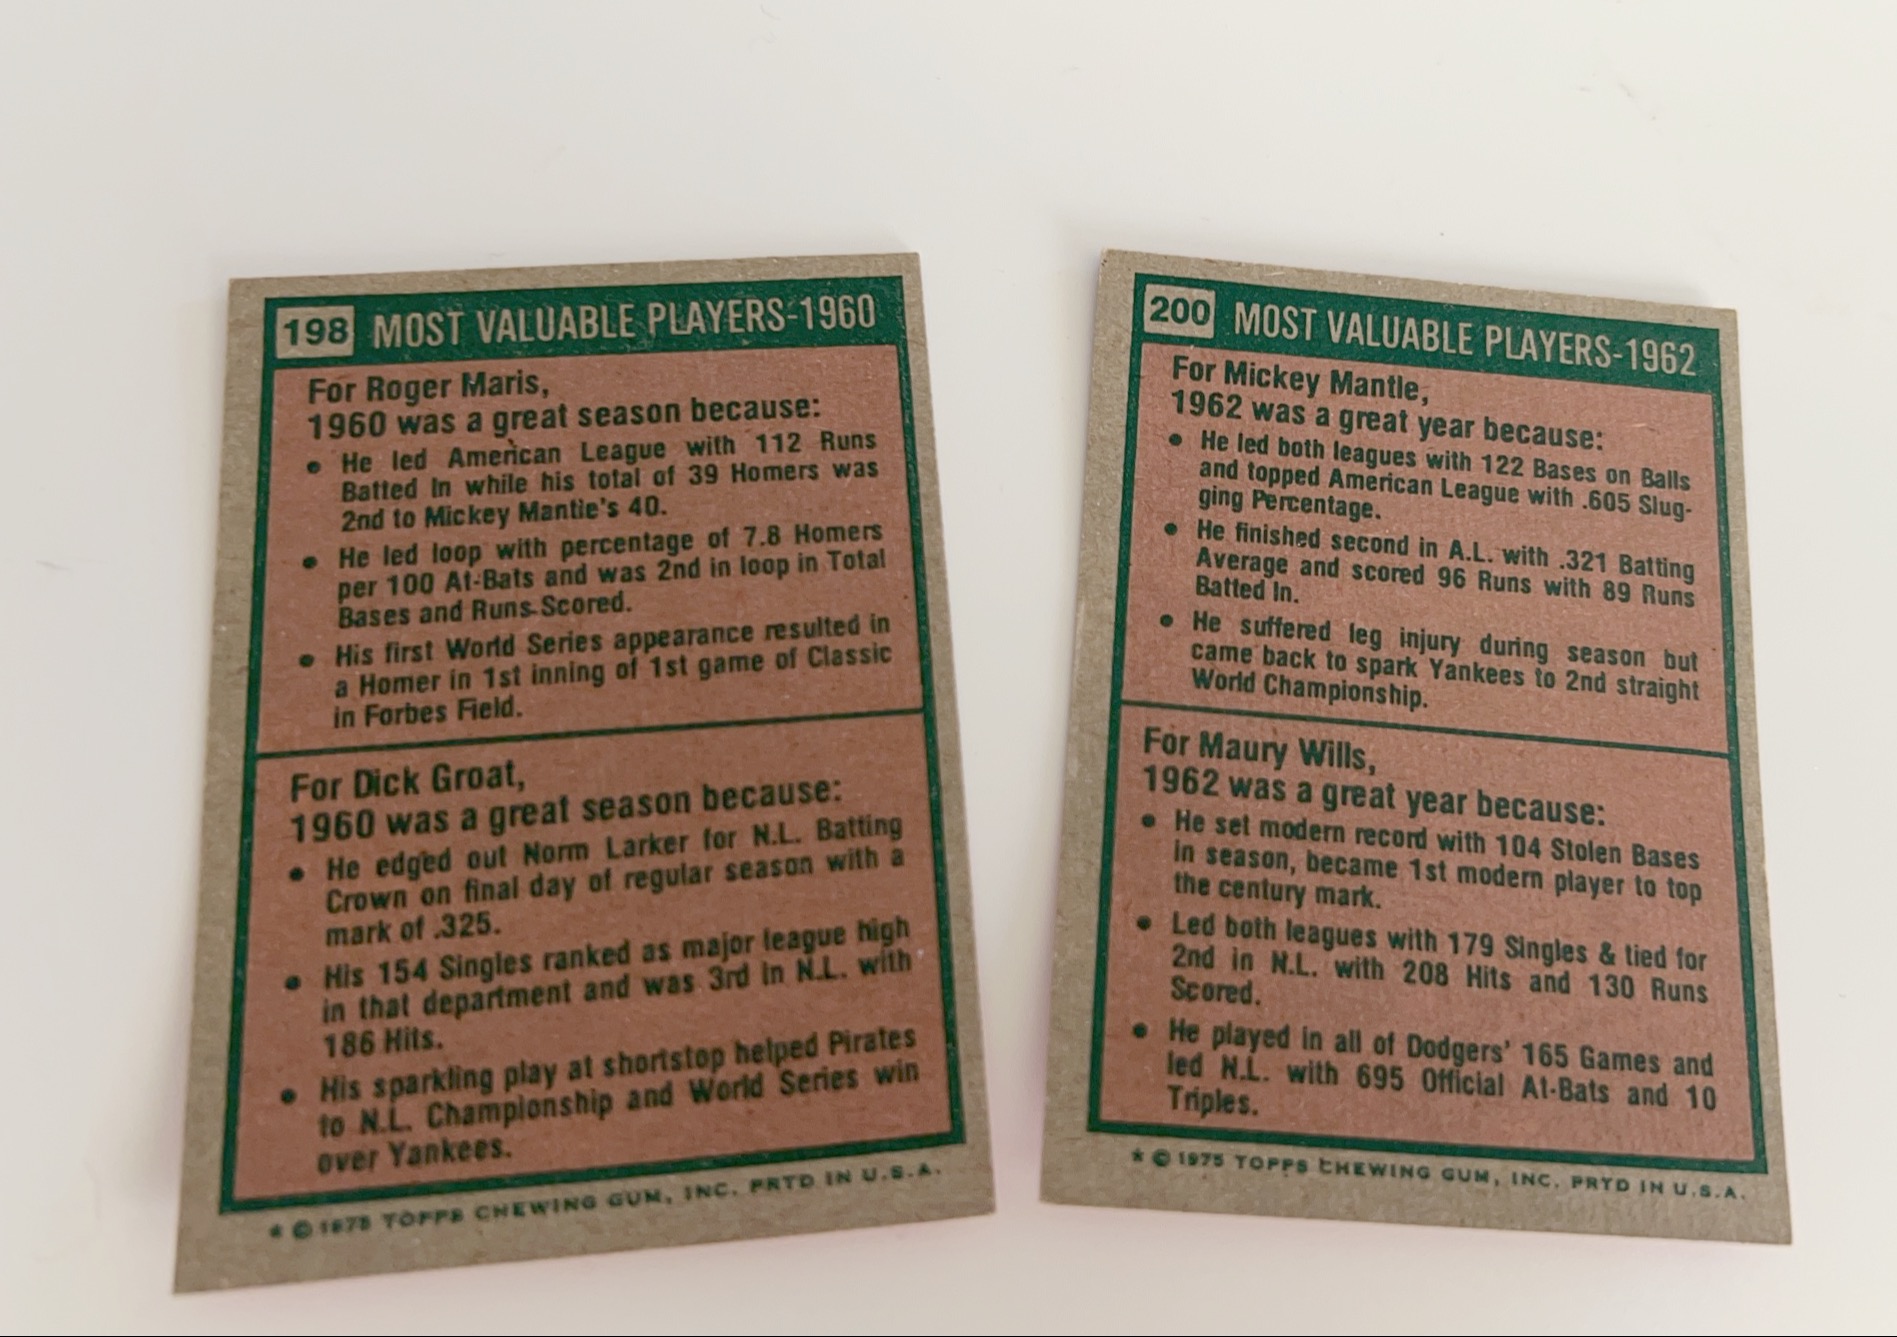 198 MOST VALUABLE PLAYERS-1960
For Roger Maris,
1960 was a great season because:
• He led American League with 112 Runs
Batted In while his total of 39 Homers was
2nd to Mickey Mantle's 40.
• He led loop with percentage of 7.8 Homers
per 100 At-Bats and was 2nd in loop in Total
Bases and Runs Scored.
• His first World Series appearance resulted in
a Homer in 1st inning of 1st game of Classic
in Forbes Field.
For Dick Groat,
1960 was a great season because:
• He edged out Norm Larker for N.L. Batting
Crown on final day of regular season with a
mark of .325.
• His 154 Singles ranked as major league high
in that department and was 3rd in N.L. with
186 Hits.
• His sparkling play at shortstop helped Pirates
to N.L. Championship and World Series win
over Yankees.
* © 1975 TOPPS CHEWING GUM, INC. PRTD IN U.S.A.
200 MOST VALUABLE PLAYERS-1962
For Mickey Mantle,
1962 was a great year because:
• He led both leagues with 122 Bases on Balls
and topped American League with .605 Slug-
ging Percentage.
• He finished second in A.L. with .321 Batting
Average and scored 96 Runs with 89 Runs
Batted In.
• He suffered leg injury during season but
came back to spark Yankees to 2nd straight
World Championship.
For Maury Wills,
1962 was a great year because:
• He set modern record with 104 Stolen Bases
in season, became 1st modern player to top
the century mark.
• Led both leagues with 179 Singles & tied for
2nd in N.L. with 208 Hits and 130 Runs
Scored.
• He played in all of Dodgers' 165 Games and
led N.L. with 695 Official At-Bats and 10
Triples.
* © 1975 TOPPS CHEWING GUM, INC. PRTD IN U.S.A.